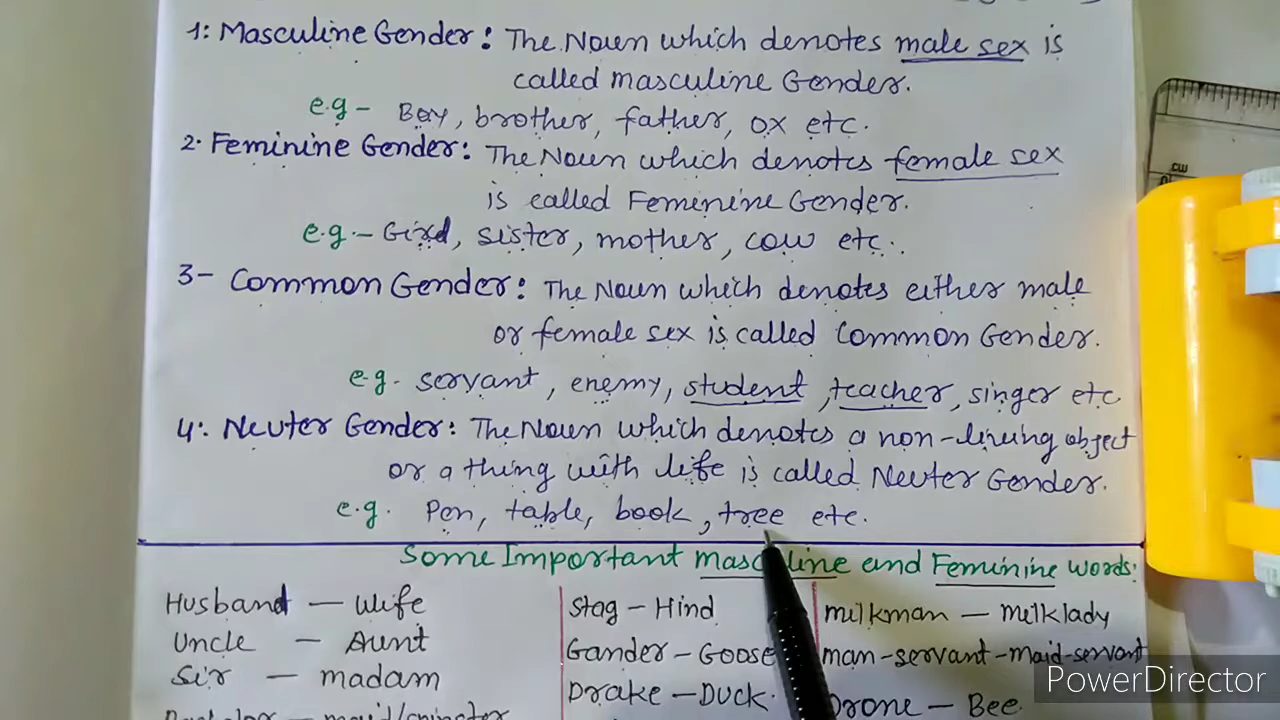 1: Masculine Gender: The Noun which denotes male sex is
called masculine Gender.
e.g - Boy, brother, father, ox etc.
2. Feminine Gender: The Noun which denotes female sex
is called Feminine Gender.
e.g. - Girl, sister, mother, cow etc.
3- Common Gender: The Noun which denotes either male
or female sex is called Common Gender.
e.g. servant, enemy, student, teacher, singer etc
4: Neuter Gender: The Noun which denotes a non-living object
or a thing with life is called Neuter Gender.
e.g. Pen, table, book, tree etc.
Some Important Masculine and Feminine words:
Husband — Wife
Uncle — Aunt
Sir — madam
Stag - Hind
Gander - Goose
Drake - Duck.
milkman — milklady
man-servant - maid-servant
Drone — Bee
CM
0
PowerDirector